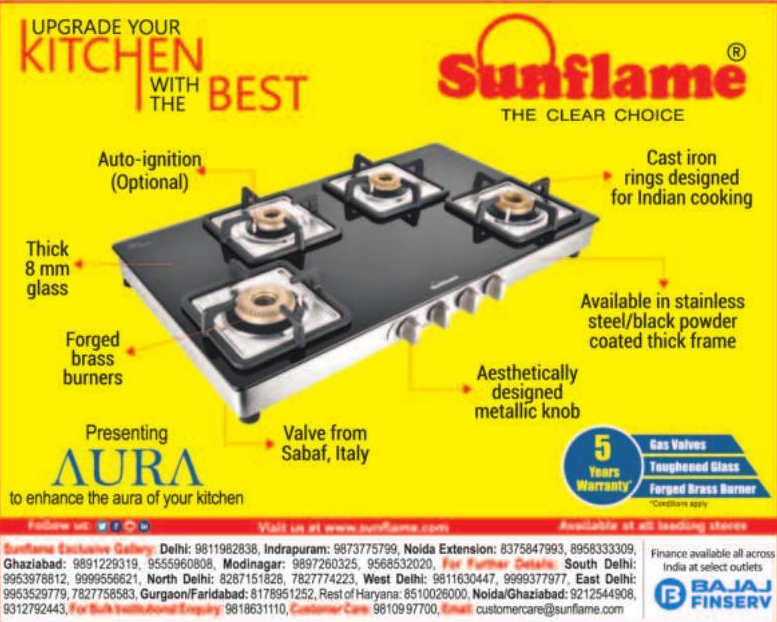 UPGRADE YOUR
KITCHEN
WITH
THE BEST
Sunflame®
THE CLEAR CHOICE
Auto-ignition
(Optional)
Cast iron
rings designed
for Indian cooking
Thick
8 mm
glass
Available in stainless
steel/black powder
coated thick frame
Forged
brass
burners
Aesthetically
designed
metallic knob
Valve from
Sabaf, Italy
Presenting
AURA
to enhance the aura of your kitchen
5
Years
Warranty*
Gas Valves
Toughened Glass
Forged Brass Burner
*Conditions apply
Follow us:
Visit us at www.sunflame.com
Available at all leading stores
Sunflame Exclusive Gallery: Delhi: 9811982838, Indrapuram: 9873775799, Noida Extension: 8375847993, 8958333309,
Ghaziabad: 9891229319, 9555960808, Modinagar: 9897260325, 9568532020, For Further Details: South Delhi:
9953978812, 9999556621, North Delhi: 8287151828, 7827774223, West Delhi: 9811630447, 9999377977, East Delhi:
9953529779, 7827758583, Gurgaon/Faridabad: 8178951252, Rest of Haryana: 8510026000, Noida/Ghaziabad: 9212544908,
9312792443, For Bulk Institutional Enquiry: 9818631110, Customer Care: 9810997700, Email: customercare@sunflame.com
Finance available all across
India at select outlets
BAJAJ
FINSERV